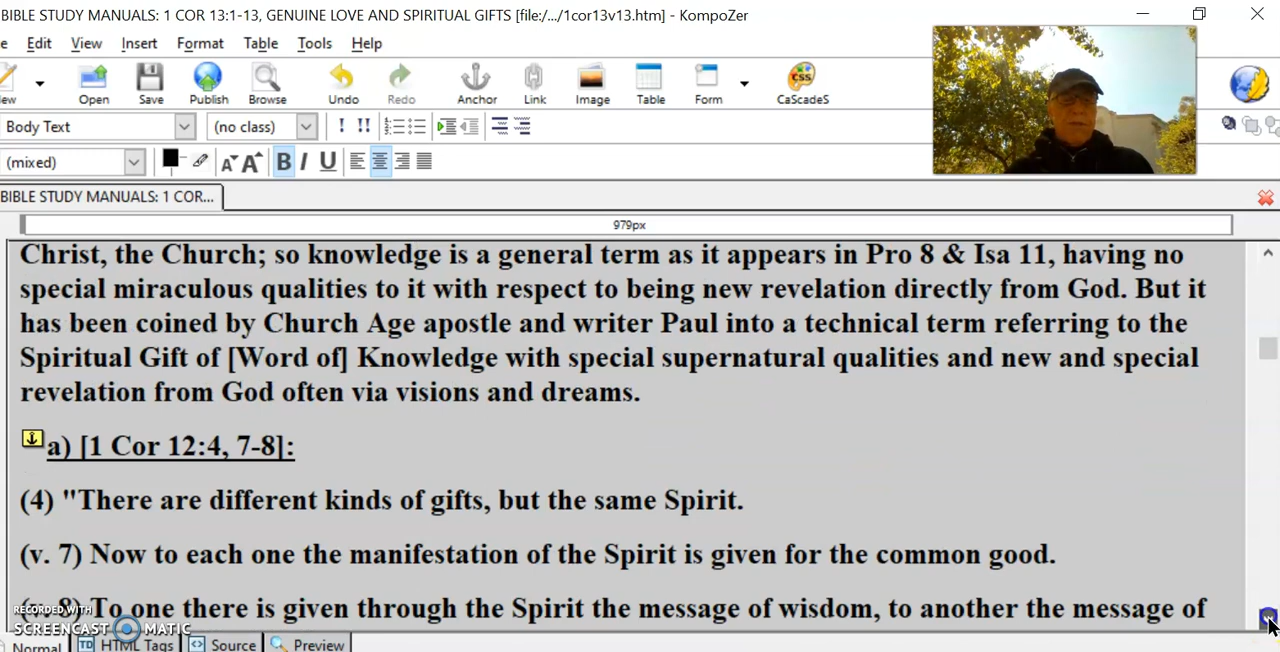 BIBLE STUDY MANUALS: 1 COR 13:1-13, GENUINE LOVE AND SPIRITUAL GIFTS [file:/.../1cor13v13.htm] - KompoZer
e Edit View Insert Format Table Tools Help
ew Open Save Publish Browse Undo Redo Anchor Link Image Table Form CaScadeS
Body Text (no class) ! !!
(mixed) A A B I U
BIBLE STUDY MANUALS: 1 COR...
979px
Christ, the Church; so knowledge is a general term as it appears in Pro 8 & Isa 11, having no
special miraculous qualities to it with respect to being new revelation directly from God. But it
has been coined by Church Age apostle and writer Paul into a technical term referring to the
Spiritual Gift of [Word of] Knowledge with special supernatural qualities and new and special
revelation from God often via visions and dreams.
a) [1 Cor 12:4, 7-8]:
(4) "There are different kinds of gifts, but the same Spirit.
(v. 7) Now to each one the manifestation of the Spirit is given for the common good.
(v. 8) To one there is given through the Spirit the message of wisdom, to another the message of
RECORDED WITH
SCREENCAST MATIC
Normal TD HTML Tags <> Source Preview